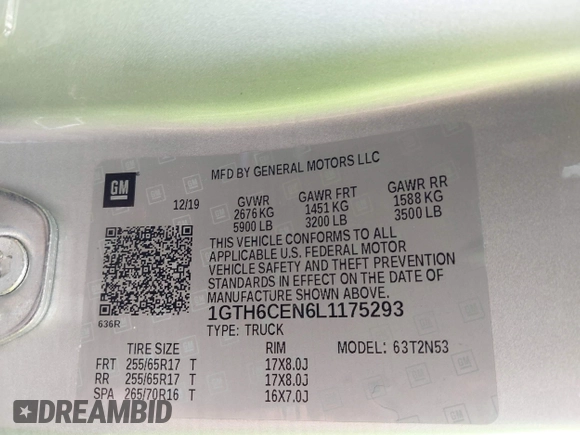 MFD BY GENERAL MOTORS LLC
GM
12/19
GVWR GAWR FRT GAWR RR
2676 KG 1451 KG 1588 KG
5900 LB 3200 LB 3500 LB
THIS VEHICLE CONFORMS TO ALL
APPLICABLE U.S. FEDERAL MOTOR
VEHICLE SAFETY AND THEFT PREVENTION
STANDARDS IN EFFECT ON THE DATE OF
MANUFACTURE SHOWN ABOVE.
636R
1GTH6CEN6L1175293
TYPE: TRUCK
TIRE SIZE RIM MODEL: 63T2N53
FRT 255/65R17 T 17X8.0J
RR 255/65R17 T 17X8.0J
SPA 265/70R16 T 16X7.0J
DREAMBID